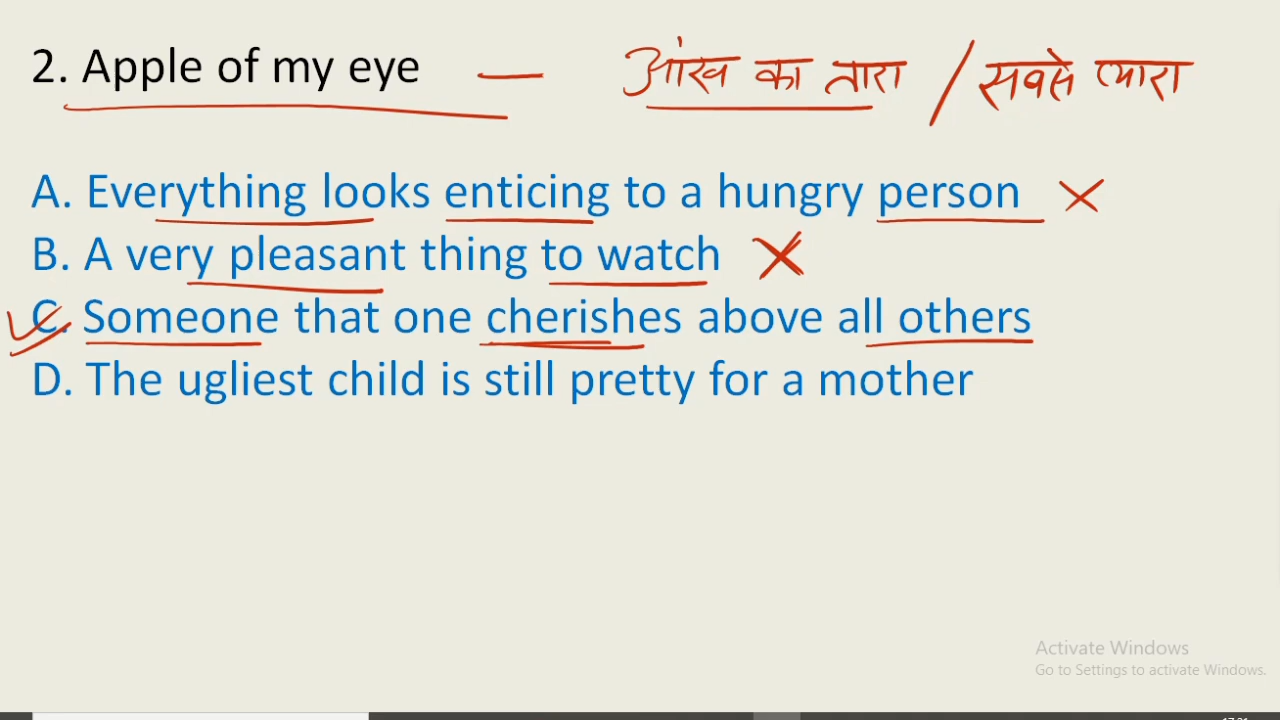 2. Apple of my eye — आंख का तारा / सबसे प्यारा
A. Everything looks enticing to a hungry person
B. A very pleasant thing to watch
C. Someone that one cherishes above all others
D. The ugliest child is still pretty for a mother
Activate Windows
Go to Settings to activate Windows.